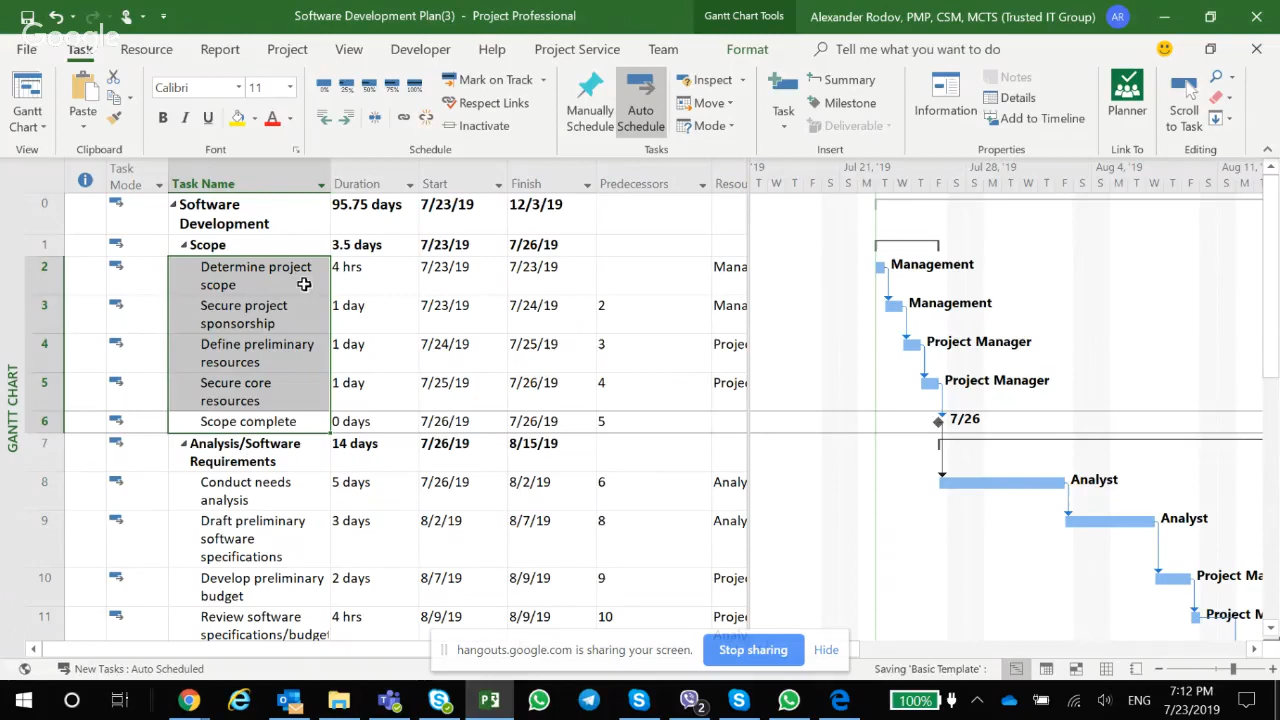 Software Development Plan(3) - Project Professional
Gantt Chart Tools
Alexander Rodov, PMP, CSM, MCTS (Trusted IT Group)
AR
Google
File Task Resource Report Project View Developer Help Project Service Team Format Tell me what you want to do
Gantt Chart
Paste
Calibri 11
B I U A
0% 25% 50% 75% 100%
Mark on Track
Respect Links
Inactivate
Manually Schedule
Auto Schedule
Inspect
Move
Mode
Task
Summary
Milestone
Deliverable
Information
Notes
Details
Add to Timeline
Planner
Scroll to Task
View Clipboard Font Schedule Tasks Insert Properties Link To Editing
Task Mode
Task Name Duration Start Finish Predecessors Resou
'19 Jul 21, '19 Jul 28, '19 Aug 4, '19 Aug 11, '19
T W T F S S M T W T F S S M T W T F S S M T W T F S S M T
GANTT CHART
0 Software Development 95.75 days 7/23/19 12/3/19
1 Scope 3.5 days 7/23/19 7/26/19
2 Determine project scope 4 hrs 7/23/19 7/23/19 Mana
Management
3 Secure project sponsorship 1 day 7/23/19 7/24/19 2 Mana
Management
4 Define preliminary resources 1 day 7/24/19 7/25/19 3 Projec
Project Manager
5 Secure core resources 1 day 7/25/19 7/26/19 4 Projec
Project Manager
6 Scope complete 0 days 7/26/19 7/26/19 5
7/26
7 Analysis/Software Requirements 14 days 7/26/19 8/15/19
8 Conduct needs analysis 5 days 7/26/19 8/2/19 6 Analy
Analyst
9 Draft preliminary software specifications 3 days 8/2/19 8/7/19 8 Analy
Analyst
10 Develop preliminary budget 2 days 8/7/19 8/9/19 9 Projec
Project Ma
11 Review software specifications/budget 4 hrs 8/9/19 8/9/19 10 Projec
Project M
hangouts.google.com is sharing your screen. Stop sharing Hide
New Tasks : Auto Scheduled
Saving 'Basic Template' :
2
100%
ENG
7:12 PM
7/23/2019